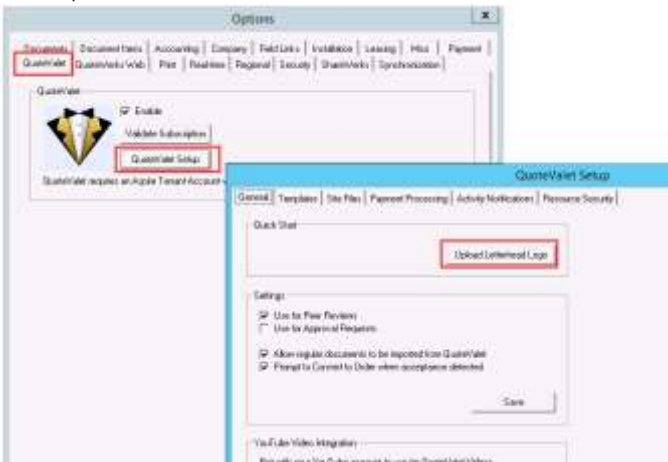 Options
x
Documents Document Items Accounting Company Field Links Installation Leasing Misc Payment
QuoteValet QuoteWerks Web Print Realtime Regional Security ShareWerks Synchronization
QuoteValet
Enable
Validate Subscription
QuoteValet Setup
QuoteValet requires an Aspire Tenant Account
QuoteValet Setup
General Templates Site Files Payment Processing Activity Notifications Resource Security
Quick Start
Upload Letterhead Logo
Settings
Use for Peer Reviews
Use for Approval Requests
Allow regular documents to be imported from QuoteValet
Prompt to Convert to Order when acceptance detected
Save
YouTube Video Integration